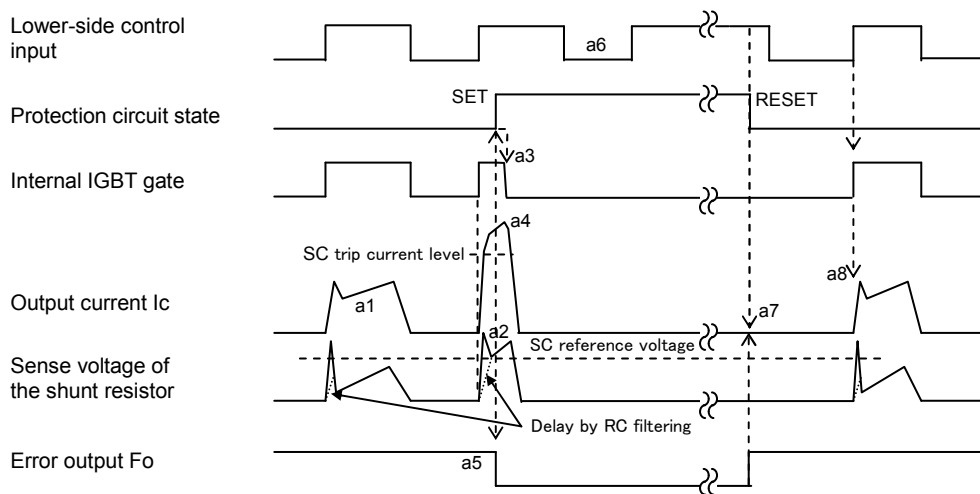 Lower-side control
input
a6
SET
RESET
Protection circuit state
a3
Internal IGBT gate
a4
SC trip current level
a8
Output current Ic
a1
a7
a2
SC reference voltage
Sense voltage of
the shunt resistor
Delay by RC filtering
Error output Fo
a5